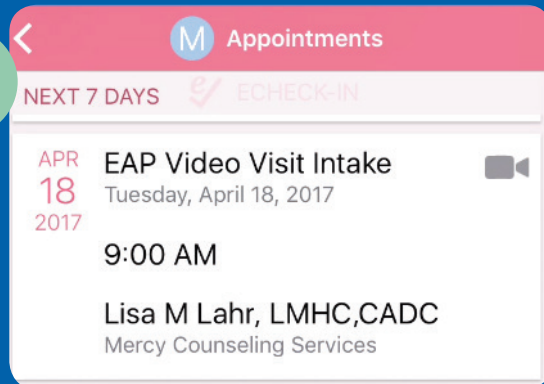 M Appointments
NEXT 7 DAYS ECHECK-IN
APR
18
2017
EAP Video Visit Intake
Tuesday, April 18, 2017
9:00 AM
Lisa M Lahr, LMHC,CADC
Mercy Counseling Services